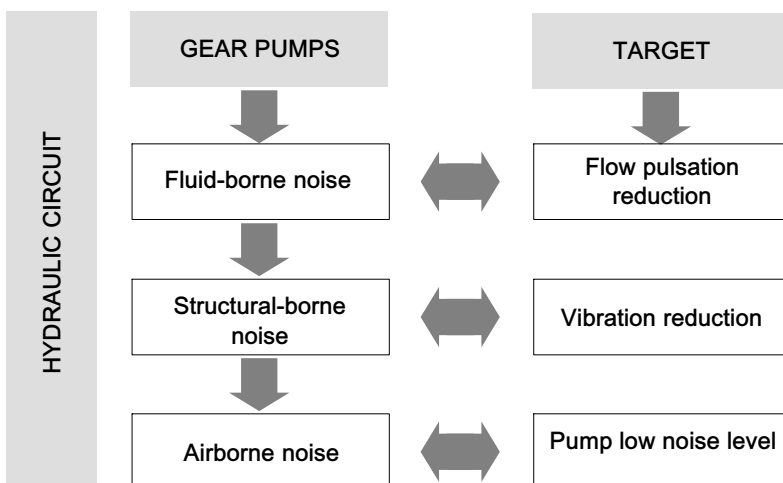 HYDRAULIC CIRCUIT
GEAR PUMPS
TARGET
Fluid-borne noise
Flow pulsation
reduction
Structural-borne
noise
Vibration reduction
Airborne noise
Pump low noise level